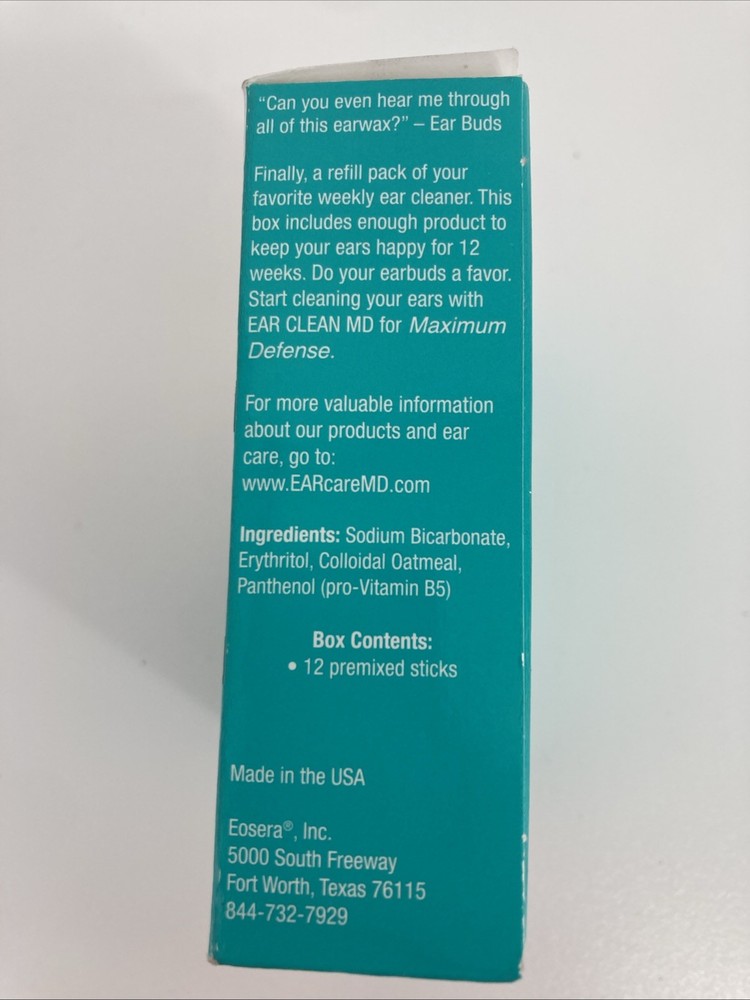 “Can you even hear me through
all of this earwax?” – Ear Buds
Finally, a refill pack of your
favorite weekly ear cleaner. This
box includes enough product to
keep your ears happy for 12
weeks. Do your earbuds a favor.
Start cleaning your ears with
EAR CLEAN MD for Maximum
Defense.
For more valuable information
about our products and ear
care, go to:
www.EARcareMD.com
Ingredients: Sodium Bicarbonate,
Erythritol, Colloidal Oatmeal,
Panthenol (pro-Vitamin B5)
Box Contents:
• 12 premixed sticks
Made in the USA
Eosera®, Inc.
5000 South Freeway
Fort Worth, Texas 76115
844-732-7929